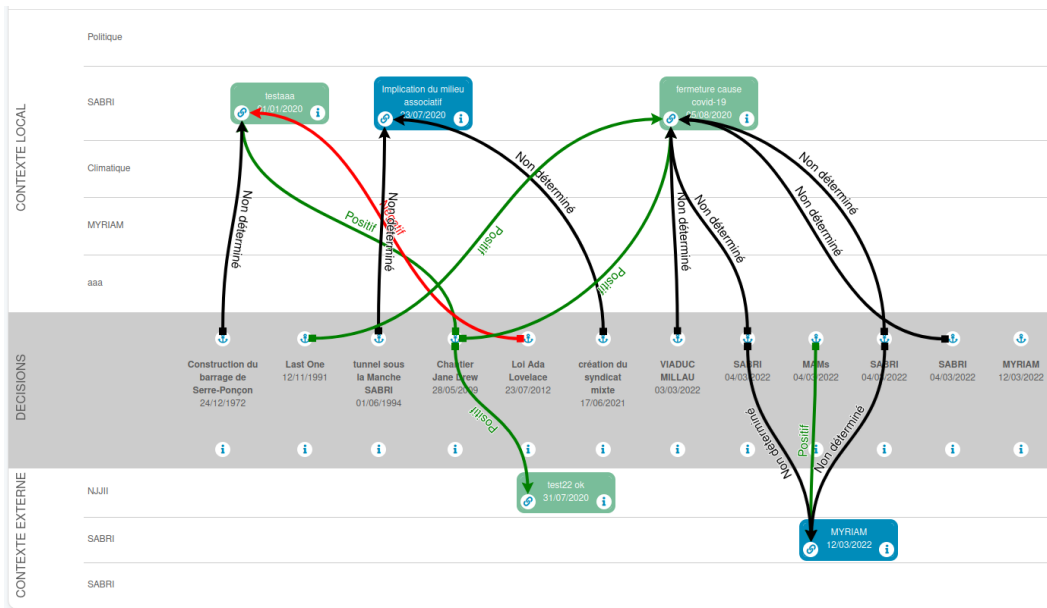 CONTEXTE LOCAL
Politique
SABRI
Climatique
MYRIAM
aaa
testaaa
01/01/2020
Implication du milieu
associatif
23/07/2020
fermeture cause
covid-19
05/08/2020
Non déterminé
Positif
Négatif
Non déterminé
Positif
Non déterminé
Positif
Non déterminé
Non déterminé
Non déterminé
Non déterminé
DECISIONS
Construction du
barrage de
Serre-Ponçon
24/12/1972
Last One
12/11/1991
tunnel sous
la Manche
SABRI
01/06/1994
Chantier
Jane Drew
28/05/2009
Loi Ada
Lovelace
23/07/2012
création du
syndicat
mixte
17/06/2021
VIADUC
MILLAU
03/03/2022
SABRI
04/03/2022
MAMs
04/03/2022
SABRI
04/03/2022
SABRI
04/03/2022
MYRIAM
12/03/2022
Positif
Non déterminé
Positif
Non déterminé
CONTEXTE EXTERNE
NJJII
SABRI
SABRI
test22 ok
31/07/2020
MYRIAM
12/03/2022